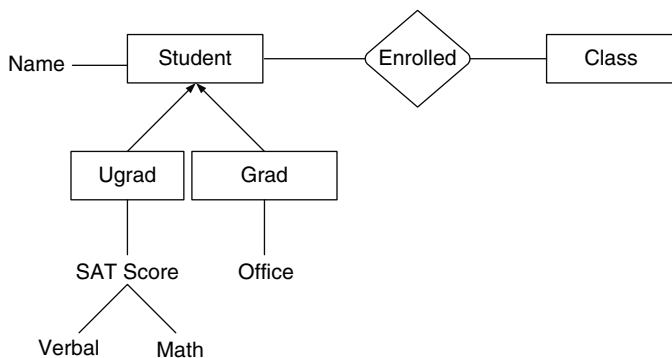 Name
Student
Enrolled
Class
Ugrad
Grad
SAT Score
Office
Verbal
Math